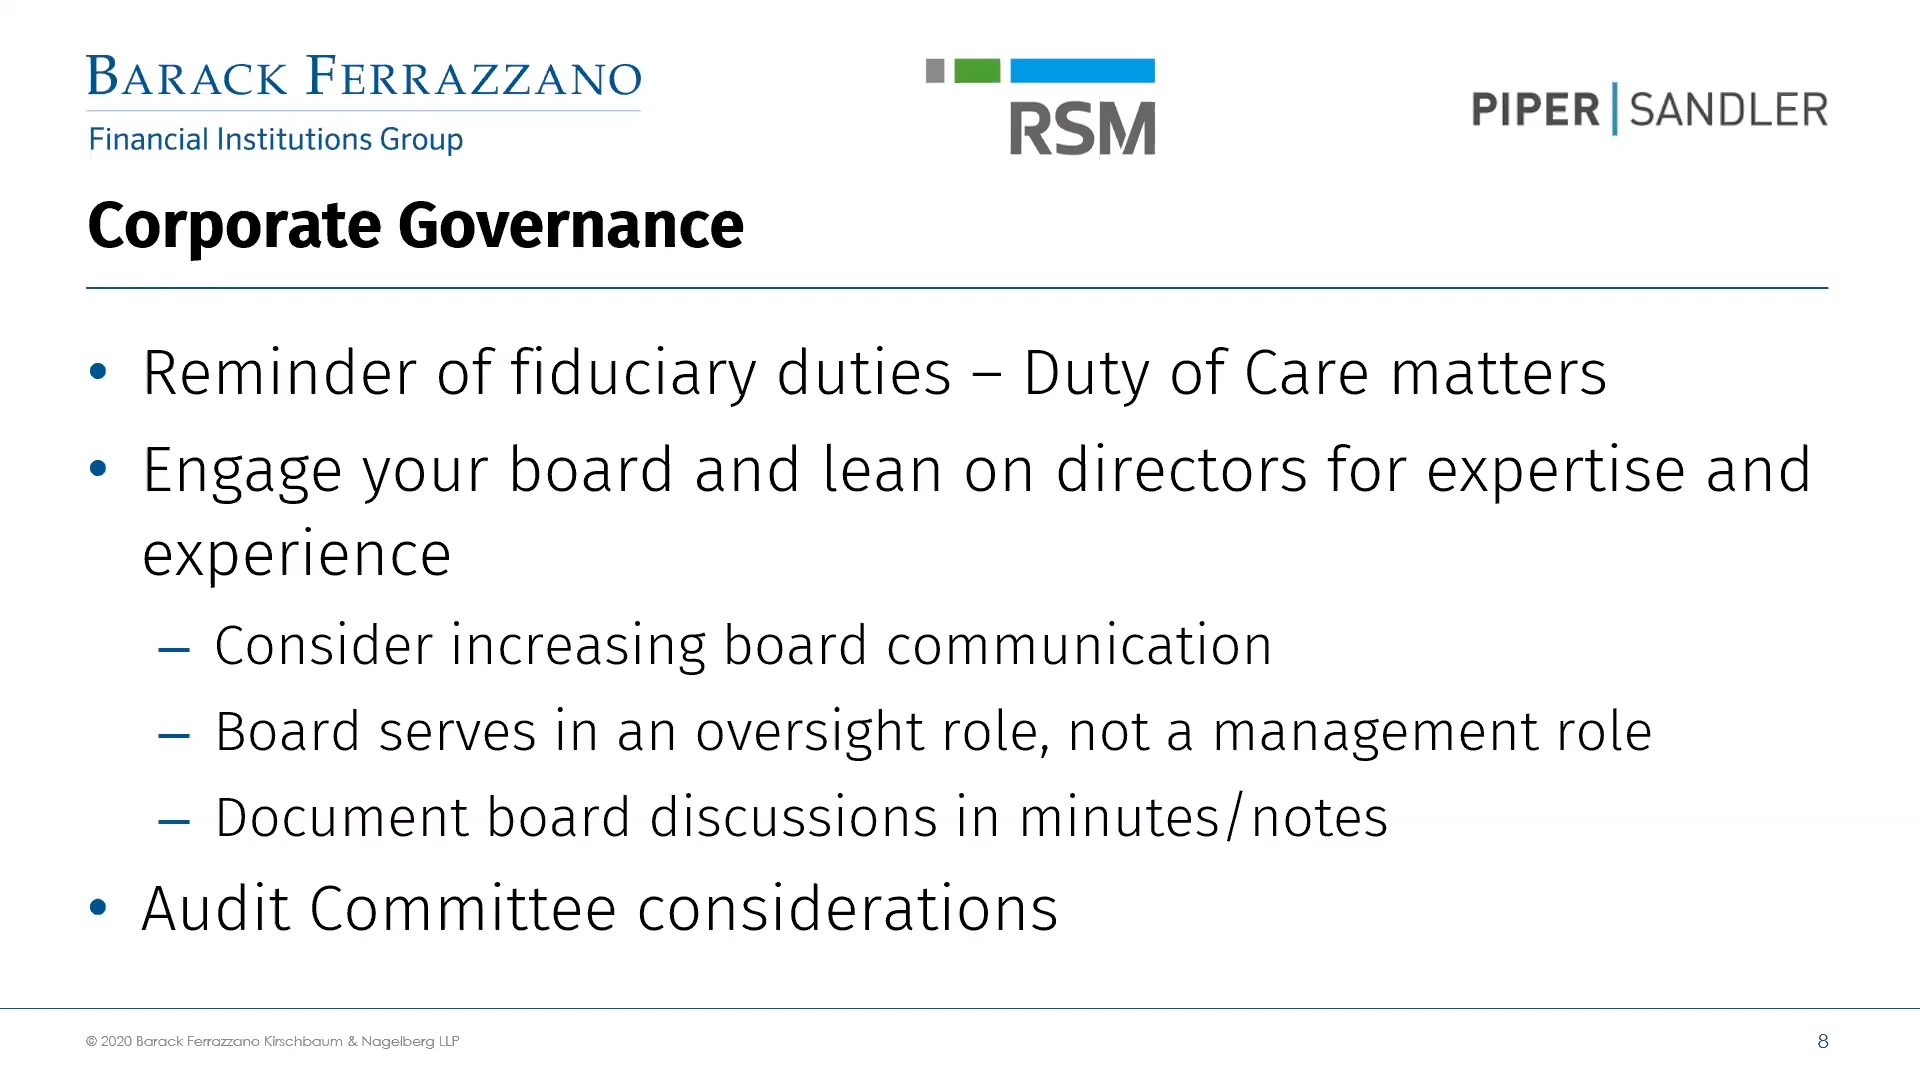 BARACK FERRAZZANO
Financial Institutions Group
RSM
PIPER|SANDLER
Corporate Governance
• Reminder of fiduciary duties – Duty of Care matters
• Engage your board and lean on directors for expertise and
experience
– Consider increasing board communication
– Board serves in an oversight role, not a management role
– Document board discussions in minutes/notes
• Audit Committee considerations
© 2020 Barack Ferrazzano Kirschbaum & Nagelberg LLP
8